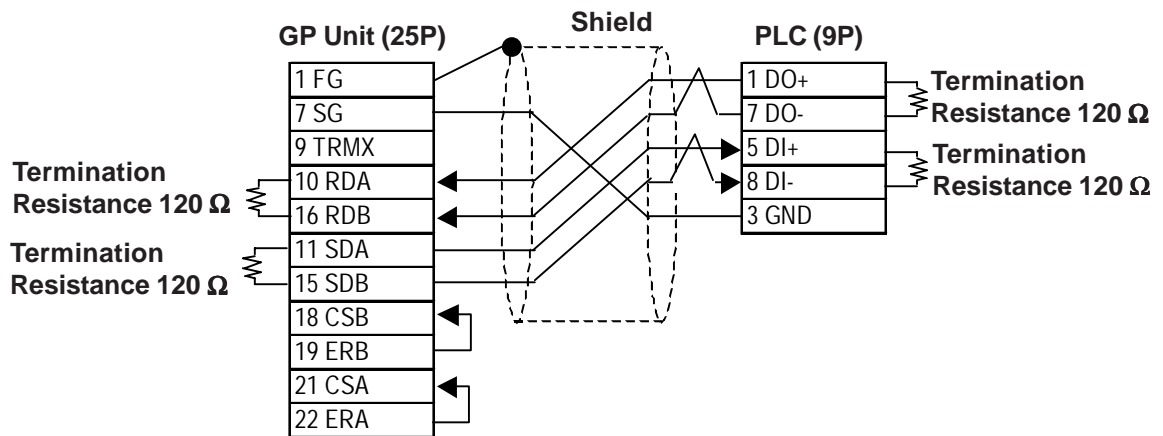 Shield
GP Unit (25P)
PLC (9P)
1 FG
7 SG
9 TRMX
10 RDA
16 RDB
11 SDA
15 SDB
18 CSB
19 ERB
21 CSA
22 ERA
Termination
Resistance 120 Ω
Termination
Resistance 120 Ω
1 DO+
7 DO-
5 DI+
8 DI-
3 GND
Termination
Resistance 120 Ω
Termination
Resistance 120 Ω